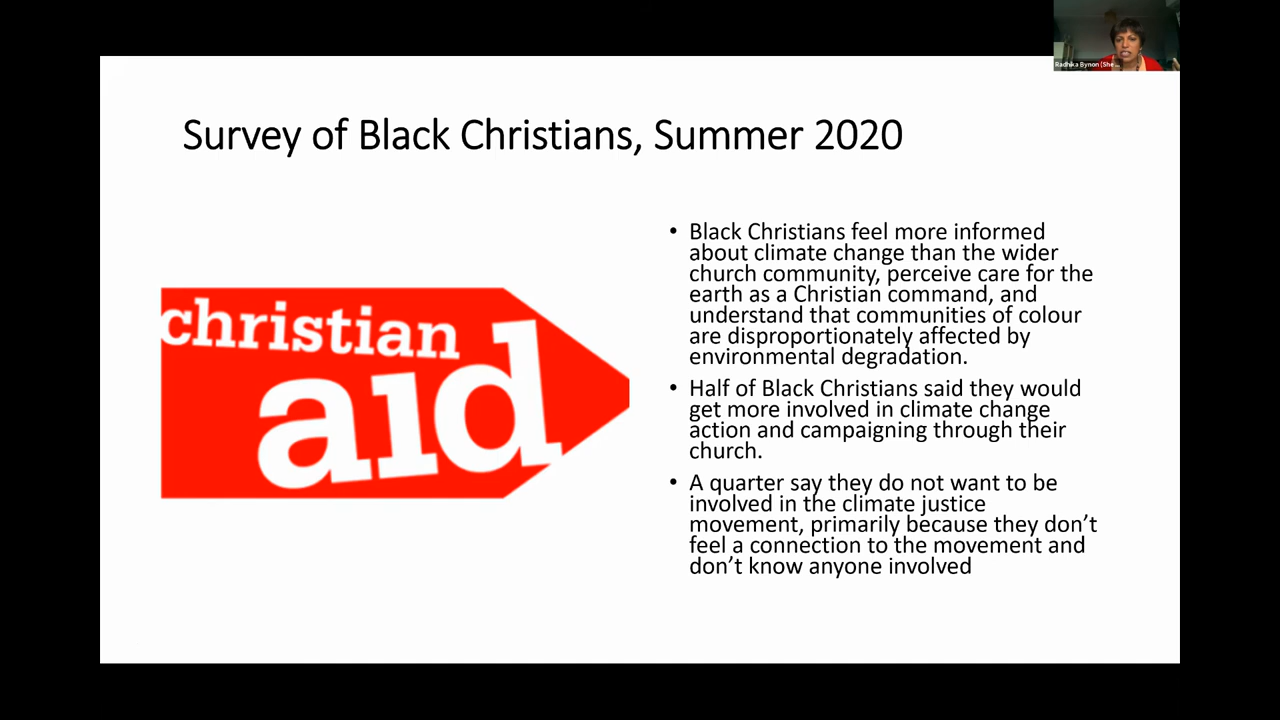 Radhika Bynon (She ...
Survey of Black Christians, Summer 2020
christian
aid
• Black Christians feel more informed
about climate change than the wider
church community, perceive care for the
earth as a Christian command, and
understand that communities of colour
are disproportionately affected by
environmental degradation.
• Half of Black Christians said they would
get more involved in climate change
action and campaigning through their
church.
• A quarter say they do not want to be
involved in the climate justice
movement, primarily because they don’t
feel a connection to the movement and
don’t know anyone involved